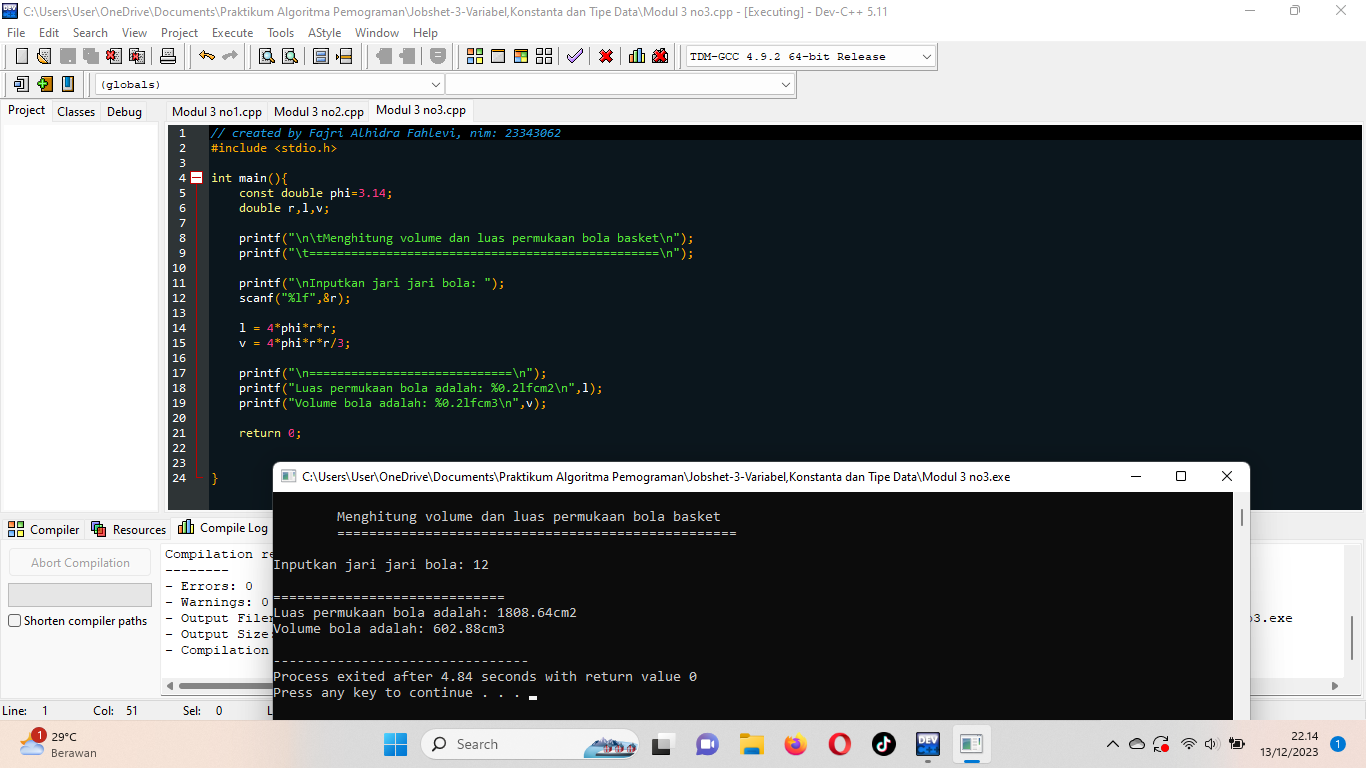 C:\Users\User\OneDrive\Documents\Praktikum Algoritma Pemograman\Jobshet-3-Variabel,Konstanta dan Tipe Data\Modul 3 no3.cpp - [Executing] - Dev-C++ 5.11
File Edit Search View Project Execute Tools AStyle Window Help
TDM-GCC 4.9.2 64-bit Release
(globals)
Project Classes Debug Modul 3 no1.cpp Modul 3 no2.cpp Modul 3 no3.cpp
1 // created by Fajri Alhidra Fahlevi, nim: 23343062
2 #include <stdio.h>
3
4 int main(){
5 const double phi=3.14;
6 double r,l,v;
7
8 printf("\n\tMenghitung volume dan luas permukaan bola basket\n");
9 printf("\t==================================================\n");
10
11 printf("\nInputkan jari jari bola: ");
12 scanf("%lf",&r);
13
14 l = 4*phi*r*r;
15 v = 4*phi*r*r/3;
16
17 printf("\n=============================\n");
18 printf("Luas permukaan bola adalah: %0.2lfcm2\n",l);
19 printf("Volume bola adalah: %0.2lfcm3\n",v);
20
21 return 0;
22
23
24 }
C:\Users\User\OneDrive\Documents\Praktikum Algoritma Pemograman\Jobshet-3-Variabel,Konstanta dan Tipe Data\Modul 3 no3.exe
Menghitung volume dan luas permukaan bola basket
==================================================
Inputkan jari jari bola: 12
=============================
Luas permukaan bola adalah: 1808.64cm2
Volume bola adalah: 602.88cm3
--------------------------------
Process exited after 4.84 seconds with return value 0
Press any key to continue . . .
Compiler Resources Compile Log
Abort Compilation
Shorten compiler paths
Compilation re
--------
- Errors: 0
- Warnings: 0
- Output File
- Output Size
- Compilation
3.exe
Line: 1 Col: 51 Sel: 0 L
1
29°C
Berawan
Search
DEV
22.14
13/12/2023
1